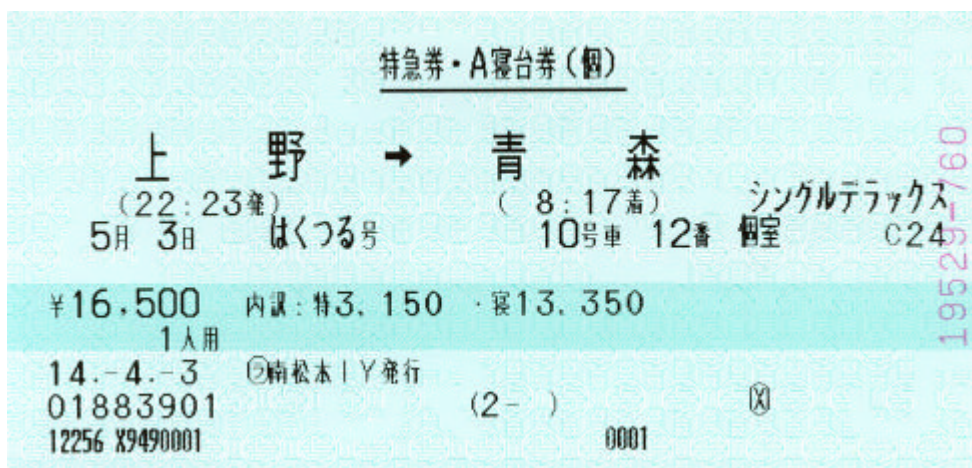 特急券・A寝台券(個)
上 野 → 青 森
(22:23発) ( 8:17着) シングルデラックス
5月 3日 はくつる号 10号車 12番 個室 C24
¥16,500 内訳:特3,150 ・寝13,350
1人用
14.-4.-3 ㋡南松本IY発行
01883901 (2- ) Ⓧ
12256 X9490001 0001
19529-760